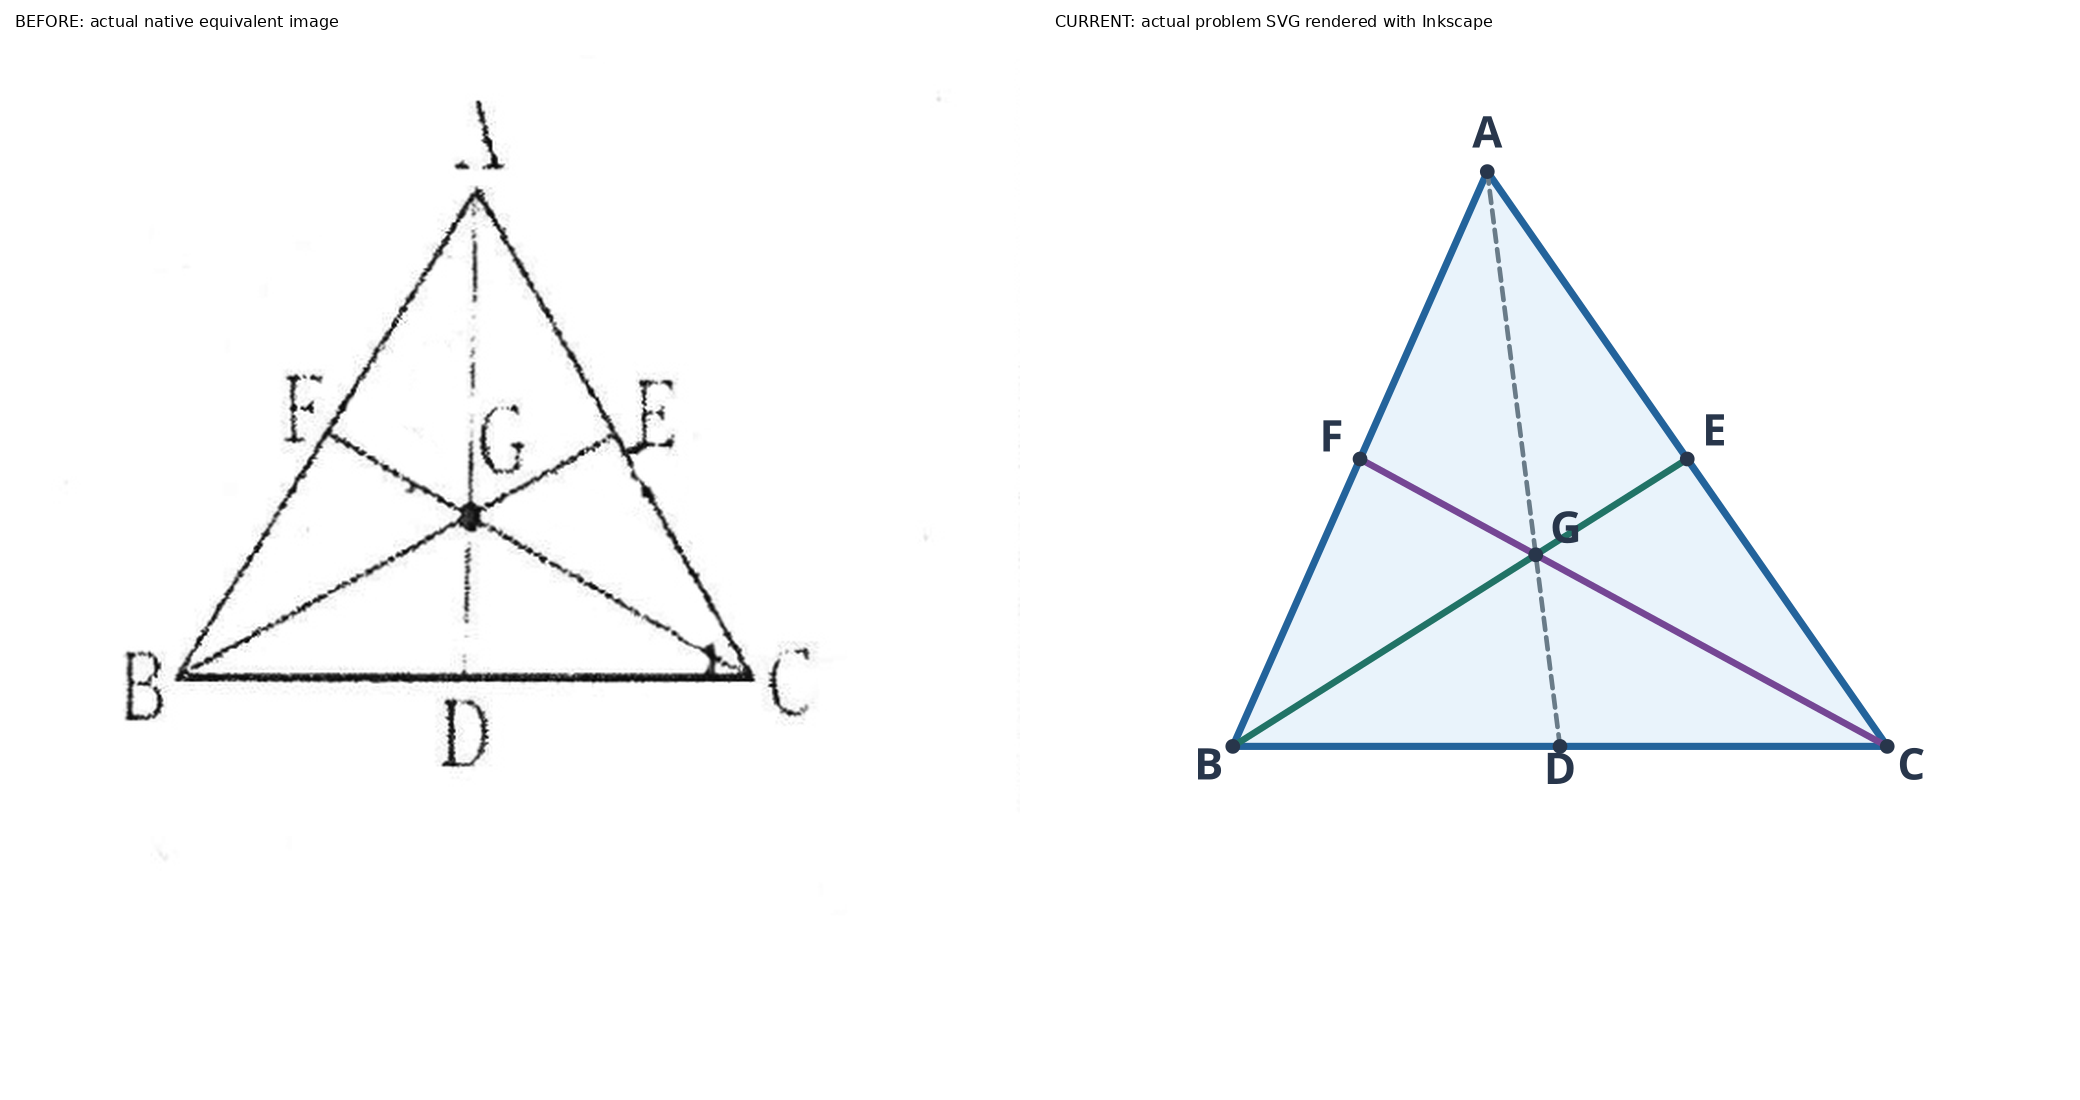 BEFORE: actual native equivalent image
A
F
G
E
B
C
D
CURRENT: actual problem SVG rendered with Inkscape
A
F
E
G
B
D
C